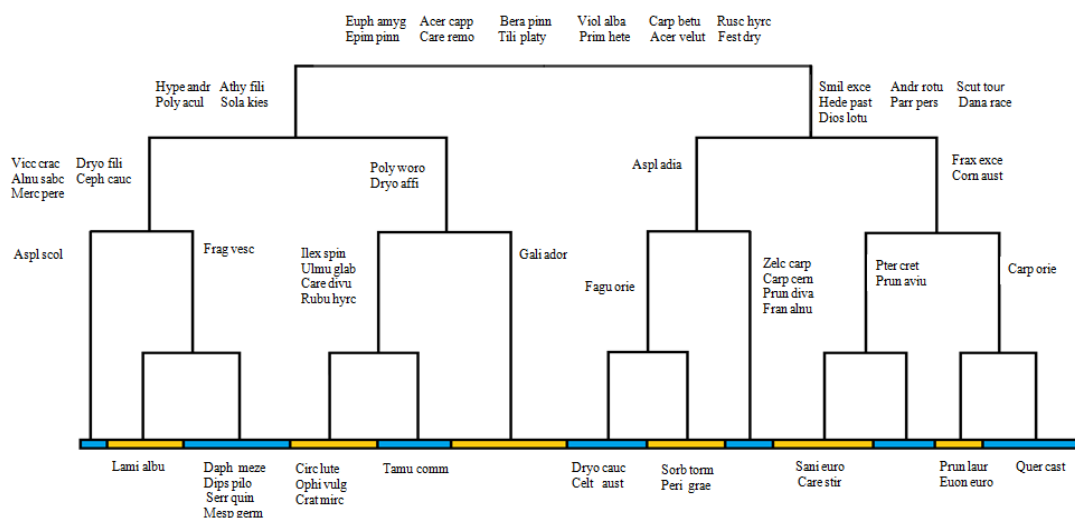 Euph amyg Acer capp Bera pinn Viol alba Carp betu Rusc hyrc
Epim pinn Care remo Tili platy Prim hete Acer velut Fest dry
Hype andr Athy fili
Poly acul Sola kies
Smil exce Andr rotu Scut tour
Hede past Parr pers Dana race
Dios lotu
Vicc crac Dryo fili
Alnu sabc Ceph cauc
Merc pere
Poly woro
Dryo affi
Aspl adia
Frax exce
Corn aust
Aspl scol
Frag vesc
Ilex spin
Ulmu glab
Care divu
Rubu hyrc
Gali ador
Fagu orie
Zelc carp
Carp cern
Prun diva
Fran alnu
Pter cret
Prun aviu
Carp orie
Lami albu
Daph meze
Dips pilo
Serr quin
Mesp germ
Circ lute
Ophi vulg
Crat mirc
Tamu comm
Dryo cauc
Celt aust
Sorb torm
Peri grae
Sani euro
Care stir
Prun laur
Euon euro
Quer cast